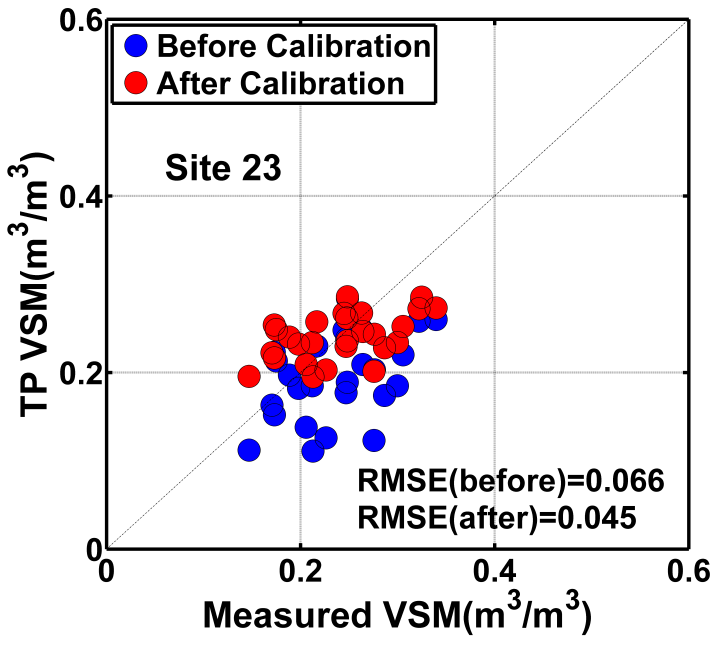 0.6
Before Calibration
After Calibration
Site 23
0.4
TP VSM(m³/m³)
0.2
RMSE(before)=0.066
RMSE(after)=0.045
0
0 0.2 0.4 0.6
Measured VSM(m³/m³)